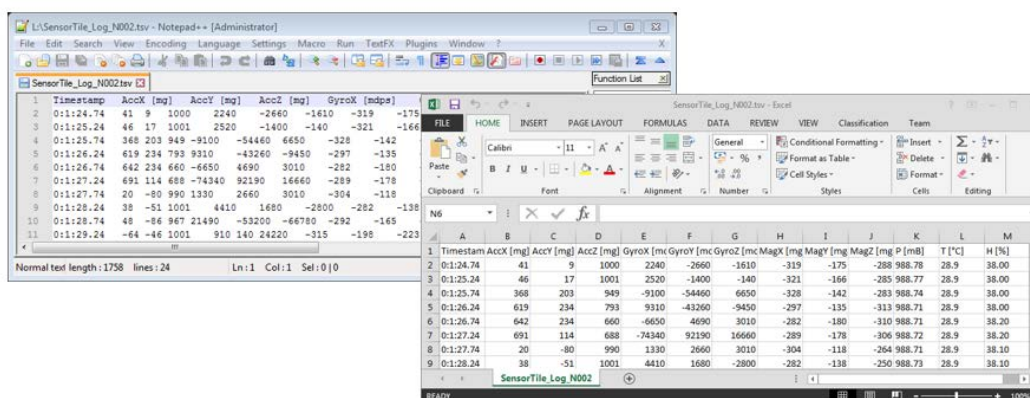 L:\SensorTile_Log_N002.tsv - Notepad++ [Administrator]
File Edit Search View Encoding Language Settings Macro Run TextFX Plugins Window ? X
SensorTile_Log_N002.tsv
Function List
1 Timestamp AccX [mg] AccY [mg] AccZ [mg] GyroX [mdps]
2 0:1:24.74 41 9 1000 2240 -2660 -1610 -319 -175
3 0:1:25.24 46 17 1001 2520 -1400 -140 -321 -166
4 0:1:25.74 368 203 949 -9100 -54460 6650 -328 -142
5 0:1:26.24 619 234 793 9310 -43260 -9450 -297 -135
6 0:1:26.74 642 234 660 -6650 4690 3010 -282 -180
7 0:1:27.24 691 114 688 -74340 92190 16660 -289 -178
8 0:1:27.74 20 -80 990 1330 2660 3010 -304 -118
9 0:1:28.24 38 -51 1001 4410 1680 -2800 -282 -138
10 0:1:28.74 48 -86 967 21490 -53200 -66780 -292 -165
11 0:1:29.24 -64 -46 1001 910 140 24220 -315 -198 -223
Normal text length : 1758 lines : 24 Ln : 1 Col : 1 Sel : 0 | 0
SensorTile_Log_N002.tsv - Excel
FILE HOME INSERT PAGE LAYOUT FORMULAS DATA REVIEW VIEW Classification Team
Calibri 11 General Conditional Formatting Insert
Paste B I U Format as Table Delete
Cell Styles Format
Clipboard Font Alignment Number Styles Cells Editing
N6 fx
A B C D E F G H I J K L M
1 Timestam AccX [mg] AccY [mg] AccZ [mg] GyroX [mc GyroY [mc GyroZ [mc MagX [mg MagY [mg MagZ [mg P [mB] T [°C] H [%]
2 0:1:24.74 41 9 1000 2240 -2660 -1610 -319 -175 -288 988.78 28.9 38.00
3 0:1:25.24 46 17 1001 2520 -1400 -140 -321 -166 -285 988.77 28.9 38.00
4 0:1:25.74 368 203 949 -9100 -54460 6650 -328 -142 -283 988.74 28.9 38.00
5 0:1:26.24 619 234 793 9310 -43260 -9450 -297 -135 -313 988.71 28.9 38.00
6 0:1:26.74 642 234 660 -6650 4690 3010 -282 -180 -310 988.71 28.9 38.20
7 0:1:27.24 691 114 688 -74340 92190 16660 -289 -178 -306 988.72 28.9 38.20
8 0:1:27.74 20 -80 990 1330 2660 3010 -304 -118 -264 988.71 28.9 38.10
9 0:1:28.24 38 -51 1001 4410 1680 -2800 -282 -138 -250 988.73 28.9 38.10
SensorTile_Log_N002
READY 100%